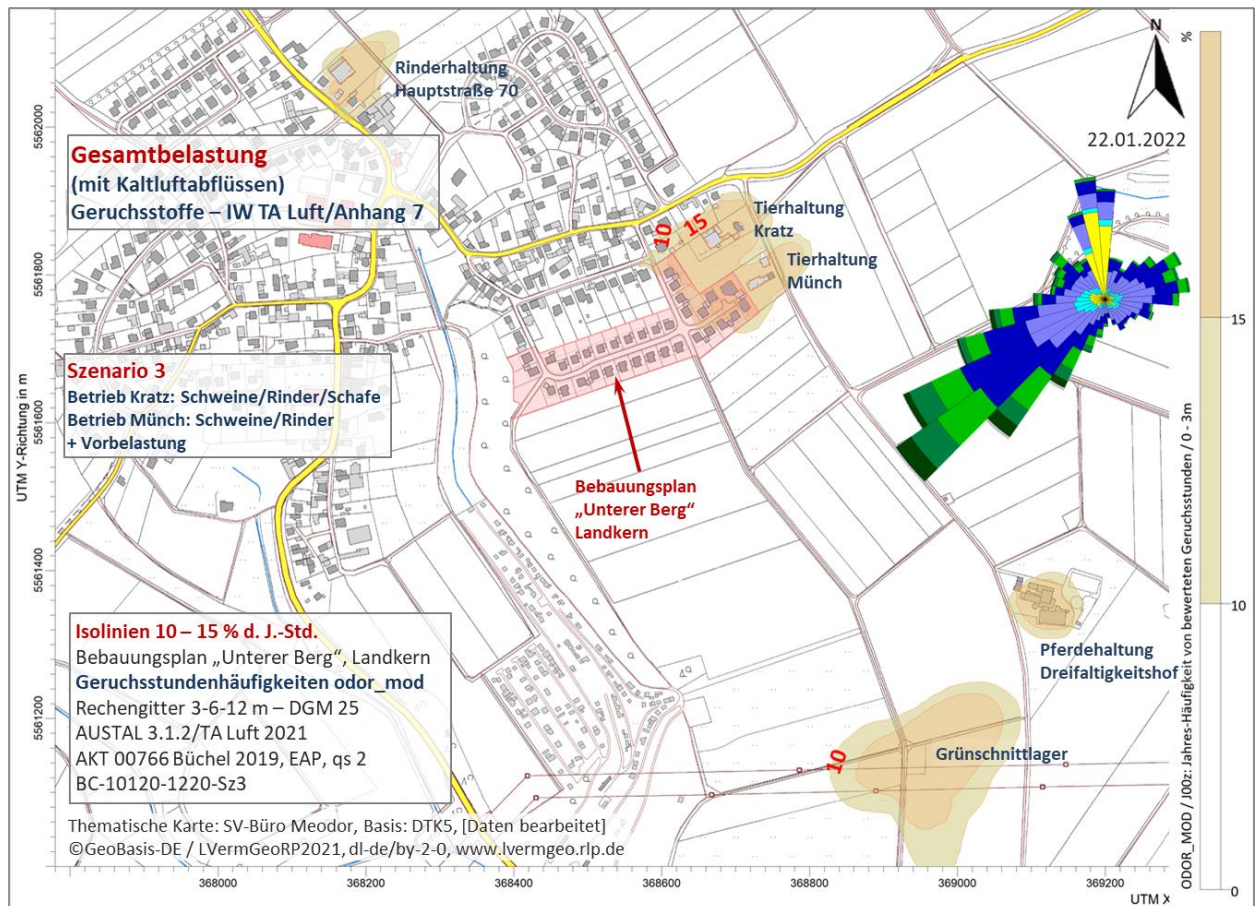 Rinderhaltung
Hauptstraße 70
N
22.01.2022
%
Gesamtbelastung
(mit Kaltluftabflüssen)
Geruchsstoffe – IW TA Luft/Anhang 7
10
15
Tierhaltung
Kratz
Tierhaltung
Münch
Szenario 3
Betrieb Kratz: Schweine/Rinder/Schafe
Betrieb Münch: Schweine/Rinder
+ Vorbelastung
Bebauungsplan
„Unterer Berg“
Landkern
Pferdehaltung
Dreifaltigkeitshof
Grünschnittlager
10
Isolinien 10 – 15 % d. J.-Std.
Bebauungsplan „Unterer Berg“, Landkern
Geruchsstundenhäufigkeiten odor_mod
Rechengitter 3-6-12 m – DGM 25
AUSTAL 3.1.2/TA Luft 2021
AKT 00766 Büchel 2019, EAP, qs 2
BC-10120-1220-Sz3
Thematische Karte: SV-Büro Meodor, Basis: DTK5, [Daten bearbeitet]
©GeoBasis-DE / LVermGeoRP2021, dl-de/by-2-0, www.lvermgeo.rlp.de
UTM Y-Richtung in m
5562000
5561800
5561600
5561400
5561200
368000
368200
368400
368600
368800
369000
369200
UTM X
ODOR_MOD / J00z: Jahres-Häufigkeit von bewerteten Geruchsstunden / 0 - 3m
15
10
0